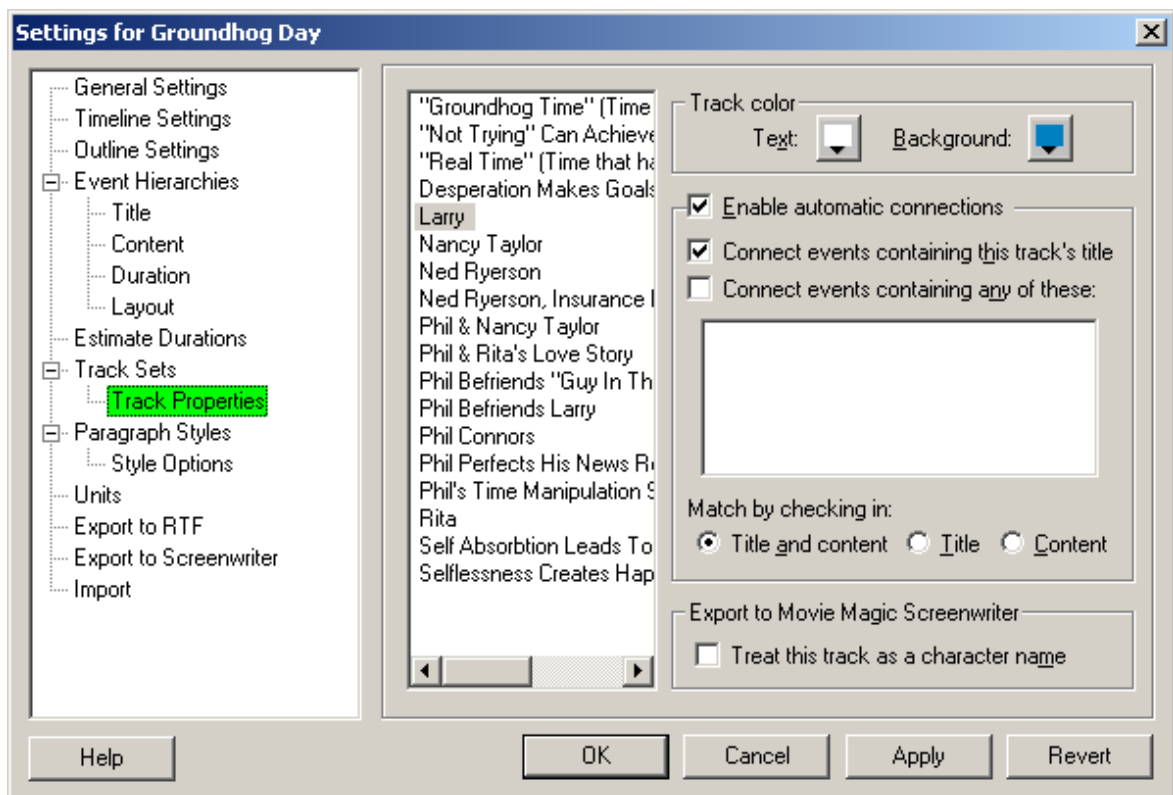 Settings for Groundhog Day
General Settings
Timeline Settings
Outline Settings
Event Hierarchies
Title
Content
Duration
Layout
Estimate Durations
Track Sets
Track Properties
Paragraph Styles
Style Options
Units
Export to RTF
Export to Screenwriter
Import
"Groundhog Time" (Time
"Not Trying" Can Achieve
"Real Time" (Time that ha
Desperation Makes Goals
Larry
Nancy Taylor
Ned Ryerson
Ned Ryerson, Insurance
Phil & Nancy Taylor
Phil & Rita's Love Story
Phil Befriends "Guy In Th
Phil Befriends Larry
Phil Connors
Phil Perfects His News Re
Phil's Time Manipulation S
Rita
Self Absorbtion Leads To
Selflessness Creates Hap
Track color
Text: Background:
Enable automatic connections
Connect events containing this track's title
Connect events containing any of these:
Match by checking in:
Title and content Title Content
Export to Movie Magic Screenwriter
Treat this track as a character name
Help OK Cancel Apply Revert